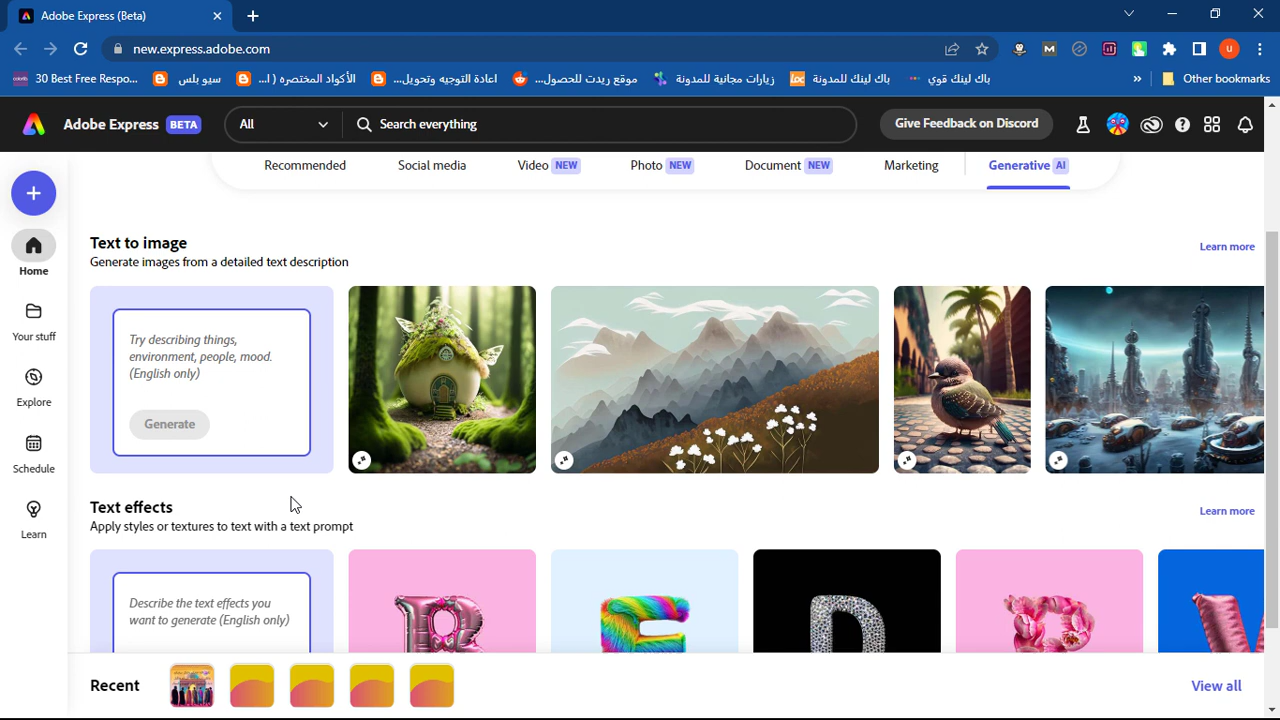 Adobe Express (Beta)
new.express.adobe.com
30 Best Free Respo...
سيو بلس
الأكواد المختصره ( ا...
اعادة التوجيه وتحويل...
موقع ريدت للحصول...
زيارات مجانية للمدونة
باك لينك للمدونة
باك لينك قوي
Other bookmarks
Adobe Express BETA
All
Search everything
Give Feedback on Discord
Recommended
Social media
Video NEW
Photo NEW
Document NEW
Marketing
Generative AI
Home
Your stuff
Explore
Schedule
Learn
Text to image
Learn more
Generate images from a detailed text description
Try describing things,
environment, people, mood.
(English only)
Generate
Text effects
Learn more
Apply styles or textures to text with a text prompt
Describe the text effects you
want to generate (English only)
R
E
D
P
Recent
View all